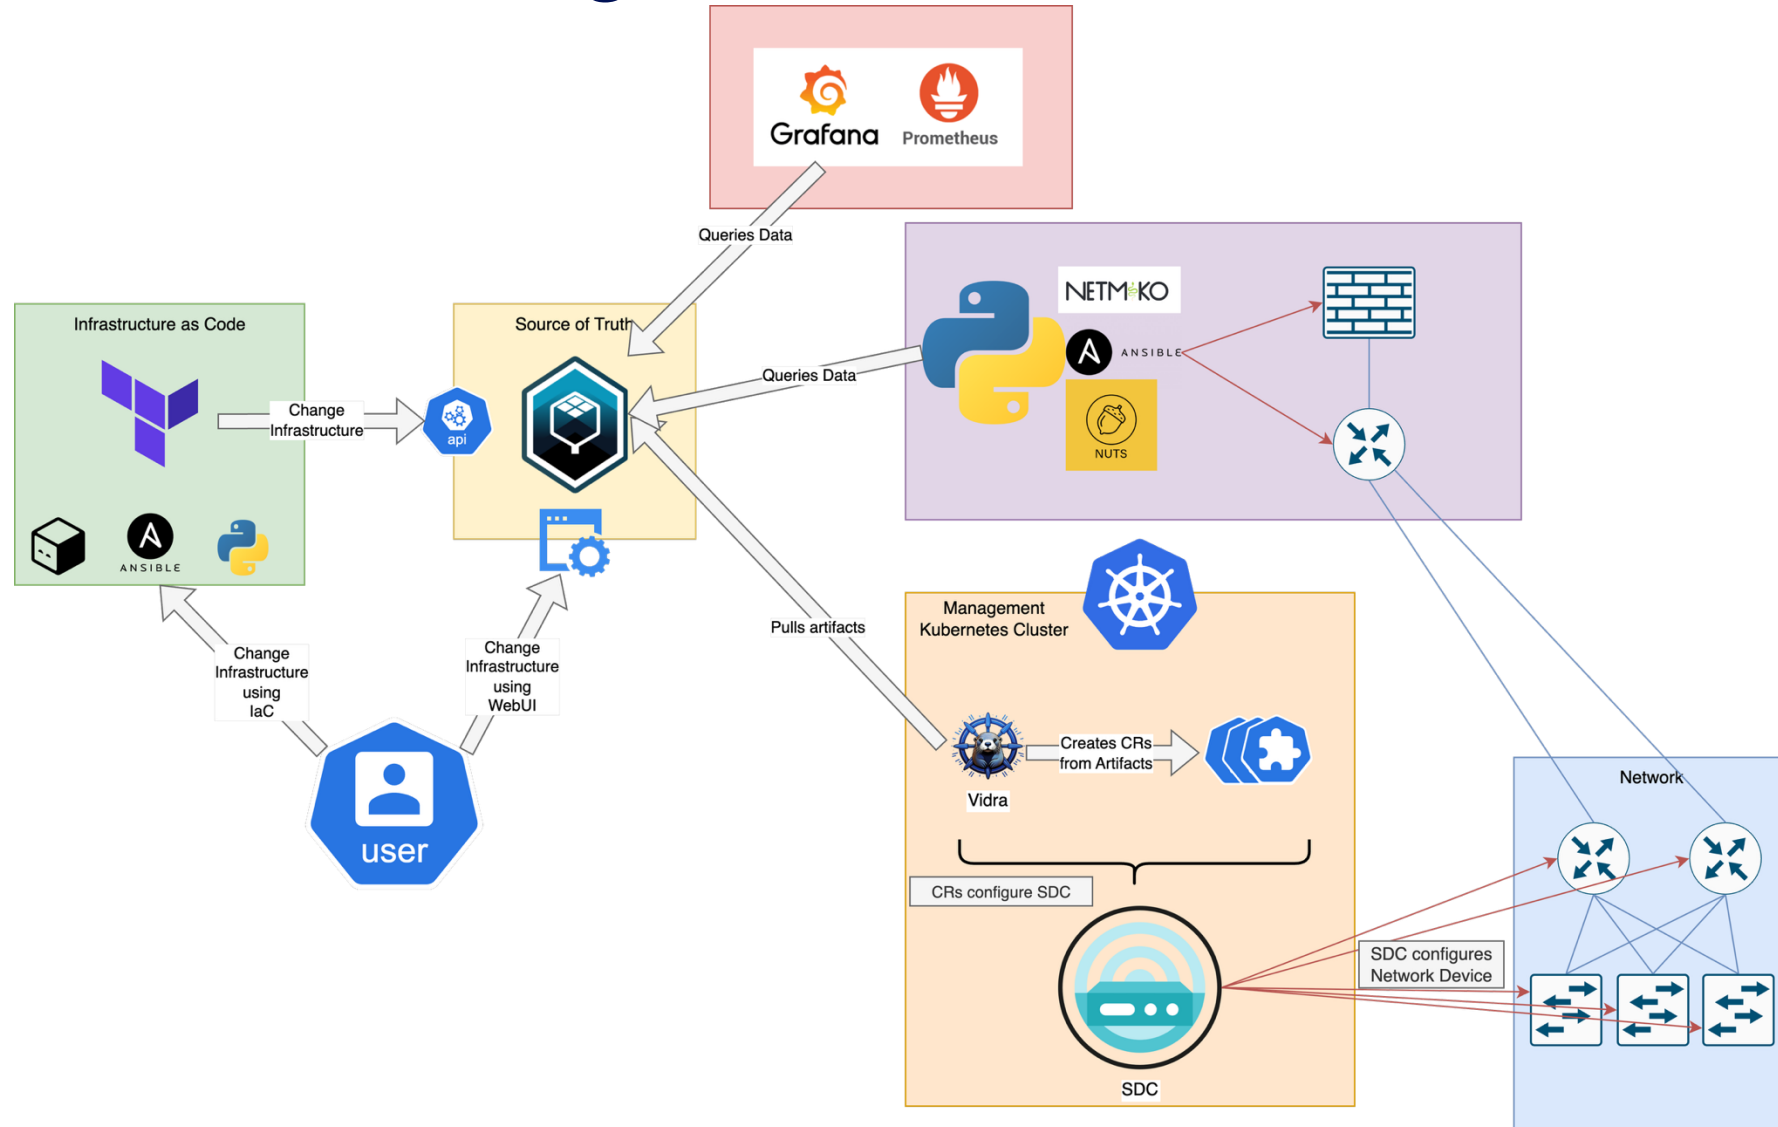 Grafana
Prometheus
Queries Data
Infrastructure as Code
Source of Truth
NETMIKO
ANSIBLE
NUTS
Queries Data
Change
Infrastructure
api
ANSIBLE
Management
Kubernetes Cluster
Pulls artifacts
Change
Infrastructure
using
IaC
Change
Infrastructure
using
WebUI
user
Creates CRs
from Artifacts
Vidra
Network
CRs configure SDC
SDC configures
Network Device
SDC